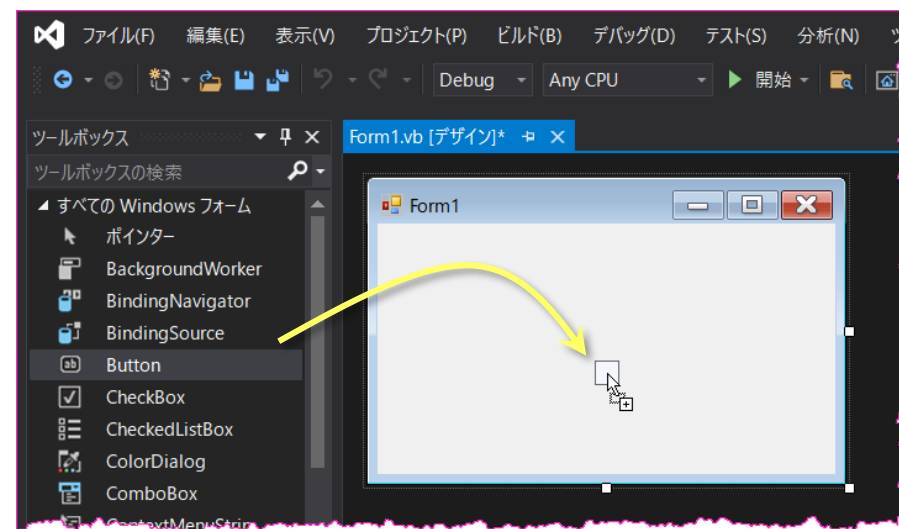 ファイル(F) 編集(E) 表示(V) プロジェクト(P) ビルド(B) デバッグ(D) テスト(S) 分析(N)
Debug Any CPU 開始
ツールボックス
Form1.vb [デザイン]*
ツールボックスの検索
すべての Windows フォーム
Form1
ポインター
BackgroundWorker
BindingNavigator
BindingSource
Button
CheckBox
CheckedListBox
ColorDialog
ComboBox
ContextMenuStrip